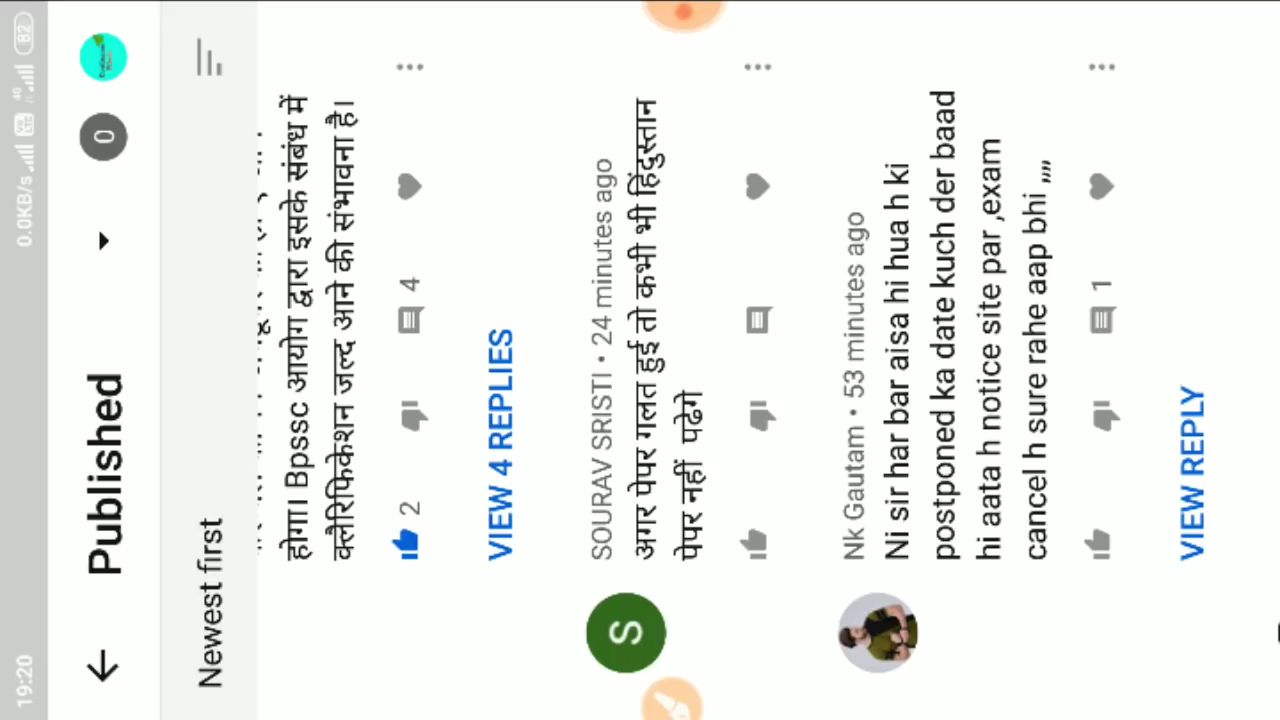 19:20
0.0KB/s
4G
82
Published
0
Newest first
होगा। Bpssc आयोग द्वारा इसके संबंध में
क्लैरिफिकेशन जल्द आने की संभावना है।
2
4
VIEW 4 REPLIES
S
SOURAV SRISTI • 24 minutes ago
अगर पेपर गलत हुई तो कभी भी हिंदुस्तान
पेपर नहीं पढ़ेगे
Nk Gautam • 53 minutes ago
Ni sir har bar aisa hi hua h ki
postponed ka date kuch der baad
hi aata h notice site par ,exam
cancel h sure rahe aap bhi ,,,,
1
VIEW REPLY